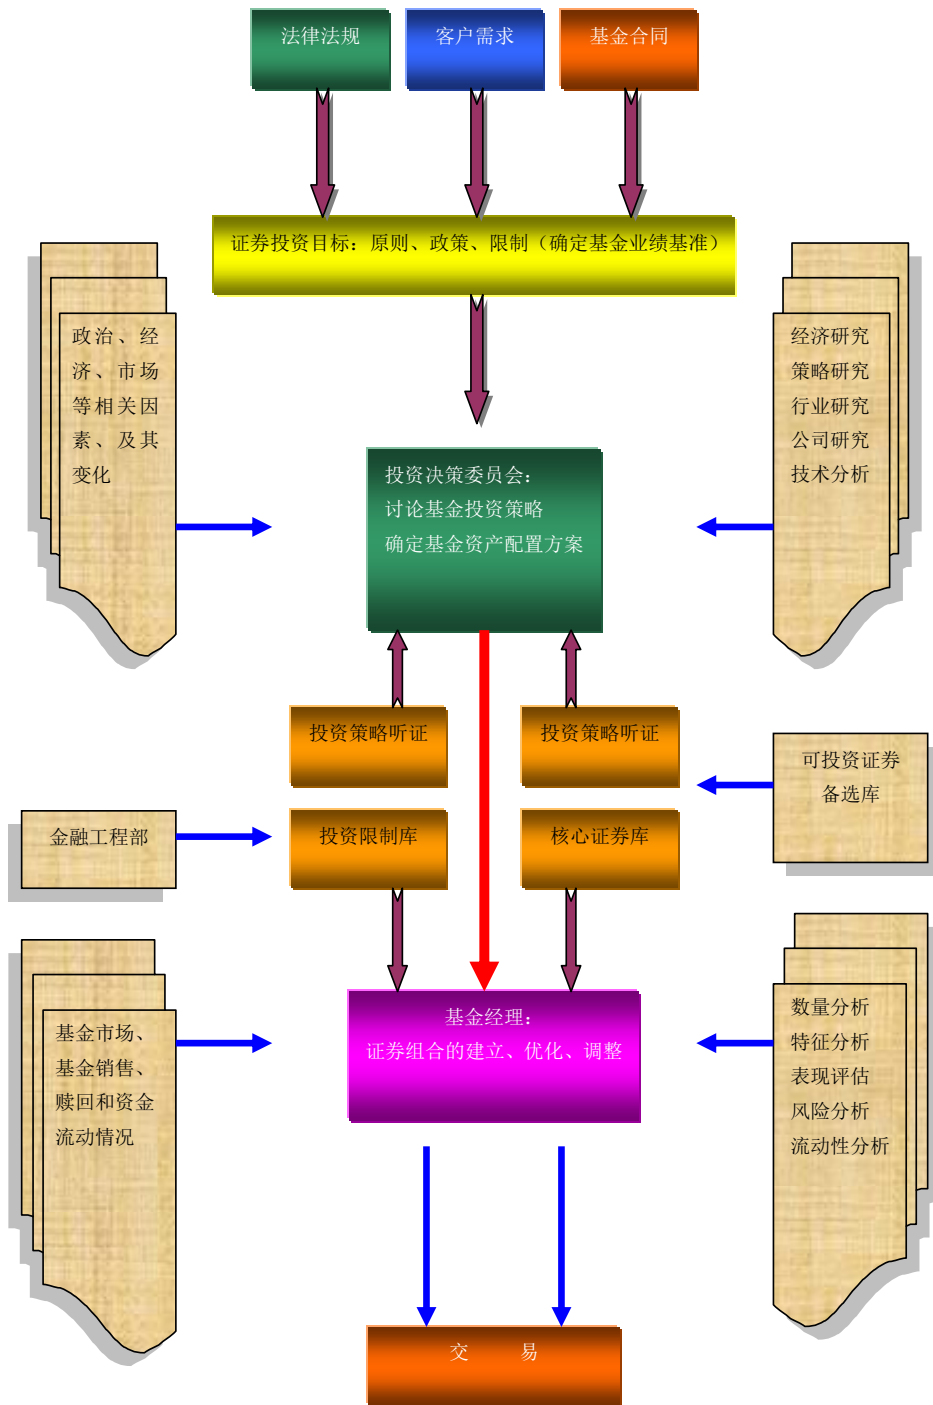 法律法规
客户需求
基金合同
证券投资目标：原则、政策、限制（确定基金业绩基准）
政治、经
济、市场
等相关因
素、及其
变化
经济研究
策略研究
行业研究
公司研究
技术分析
投资决策委员会：
讨论基金投资策略
确定基金资产配置方案
投资策略听证
投资策略听证
可投资证券
备选库
金融工程部
投资限制库
核心证券库
基金经理：
证券组合的建立、优化、调整
基金市场、
基金销售、
赎回和资金
流动情况
数量分析
特征分析
表现评估
风险分析
流动性分析
交 易